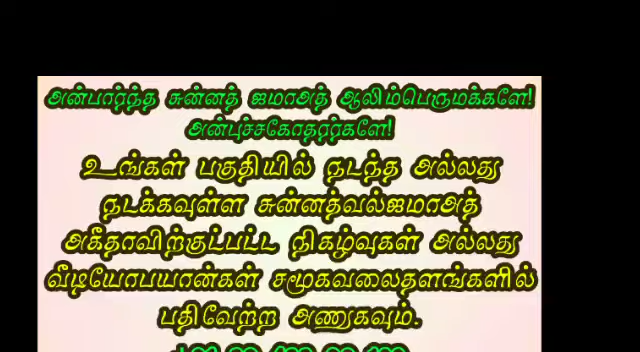 அன்பார்ந்த சுன்னத் ஜமாஅத் ஆலிம்பெருமக்களே!
அன்புச்சகோதரர்களே!
உங்கள் பகுதியில் நடந்த அல்லது
நடக்கவுள்ள சுன்னத்வல்ஜமாஅத்
அகீதாவிற்குட்பட்ட நிகழ்வுகள் அல்லது
வீடியோபயான்கள் சமூகவலைதளங்களில்
பதிவேற்ற அணுகவும்.